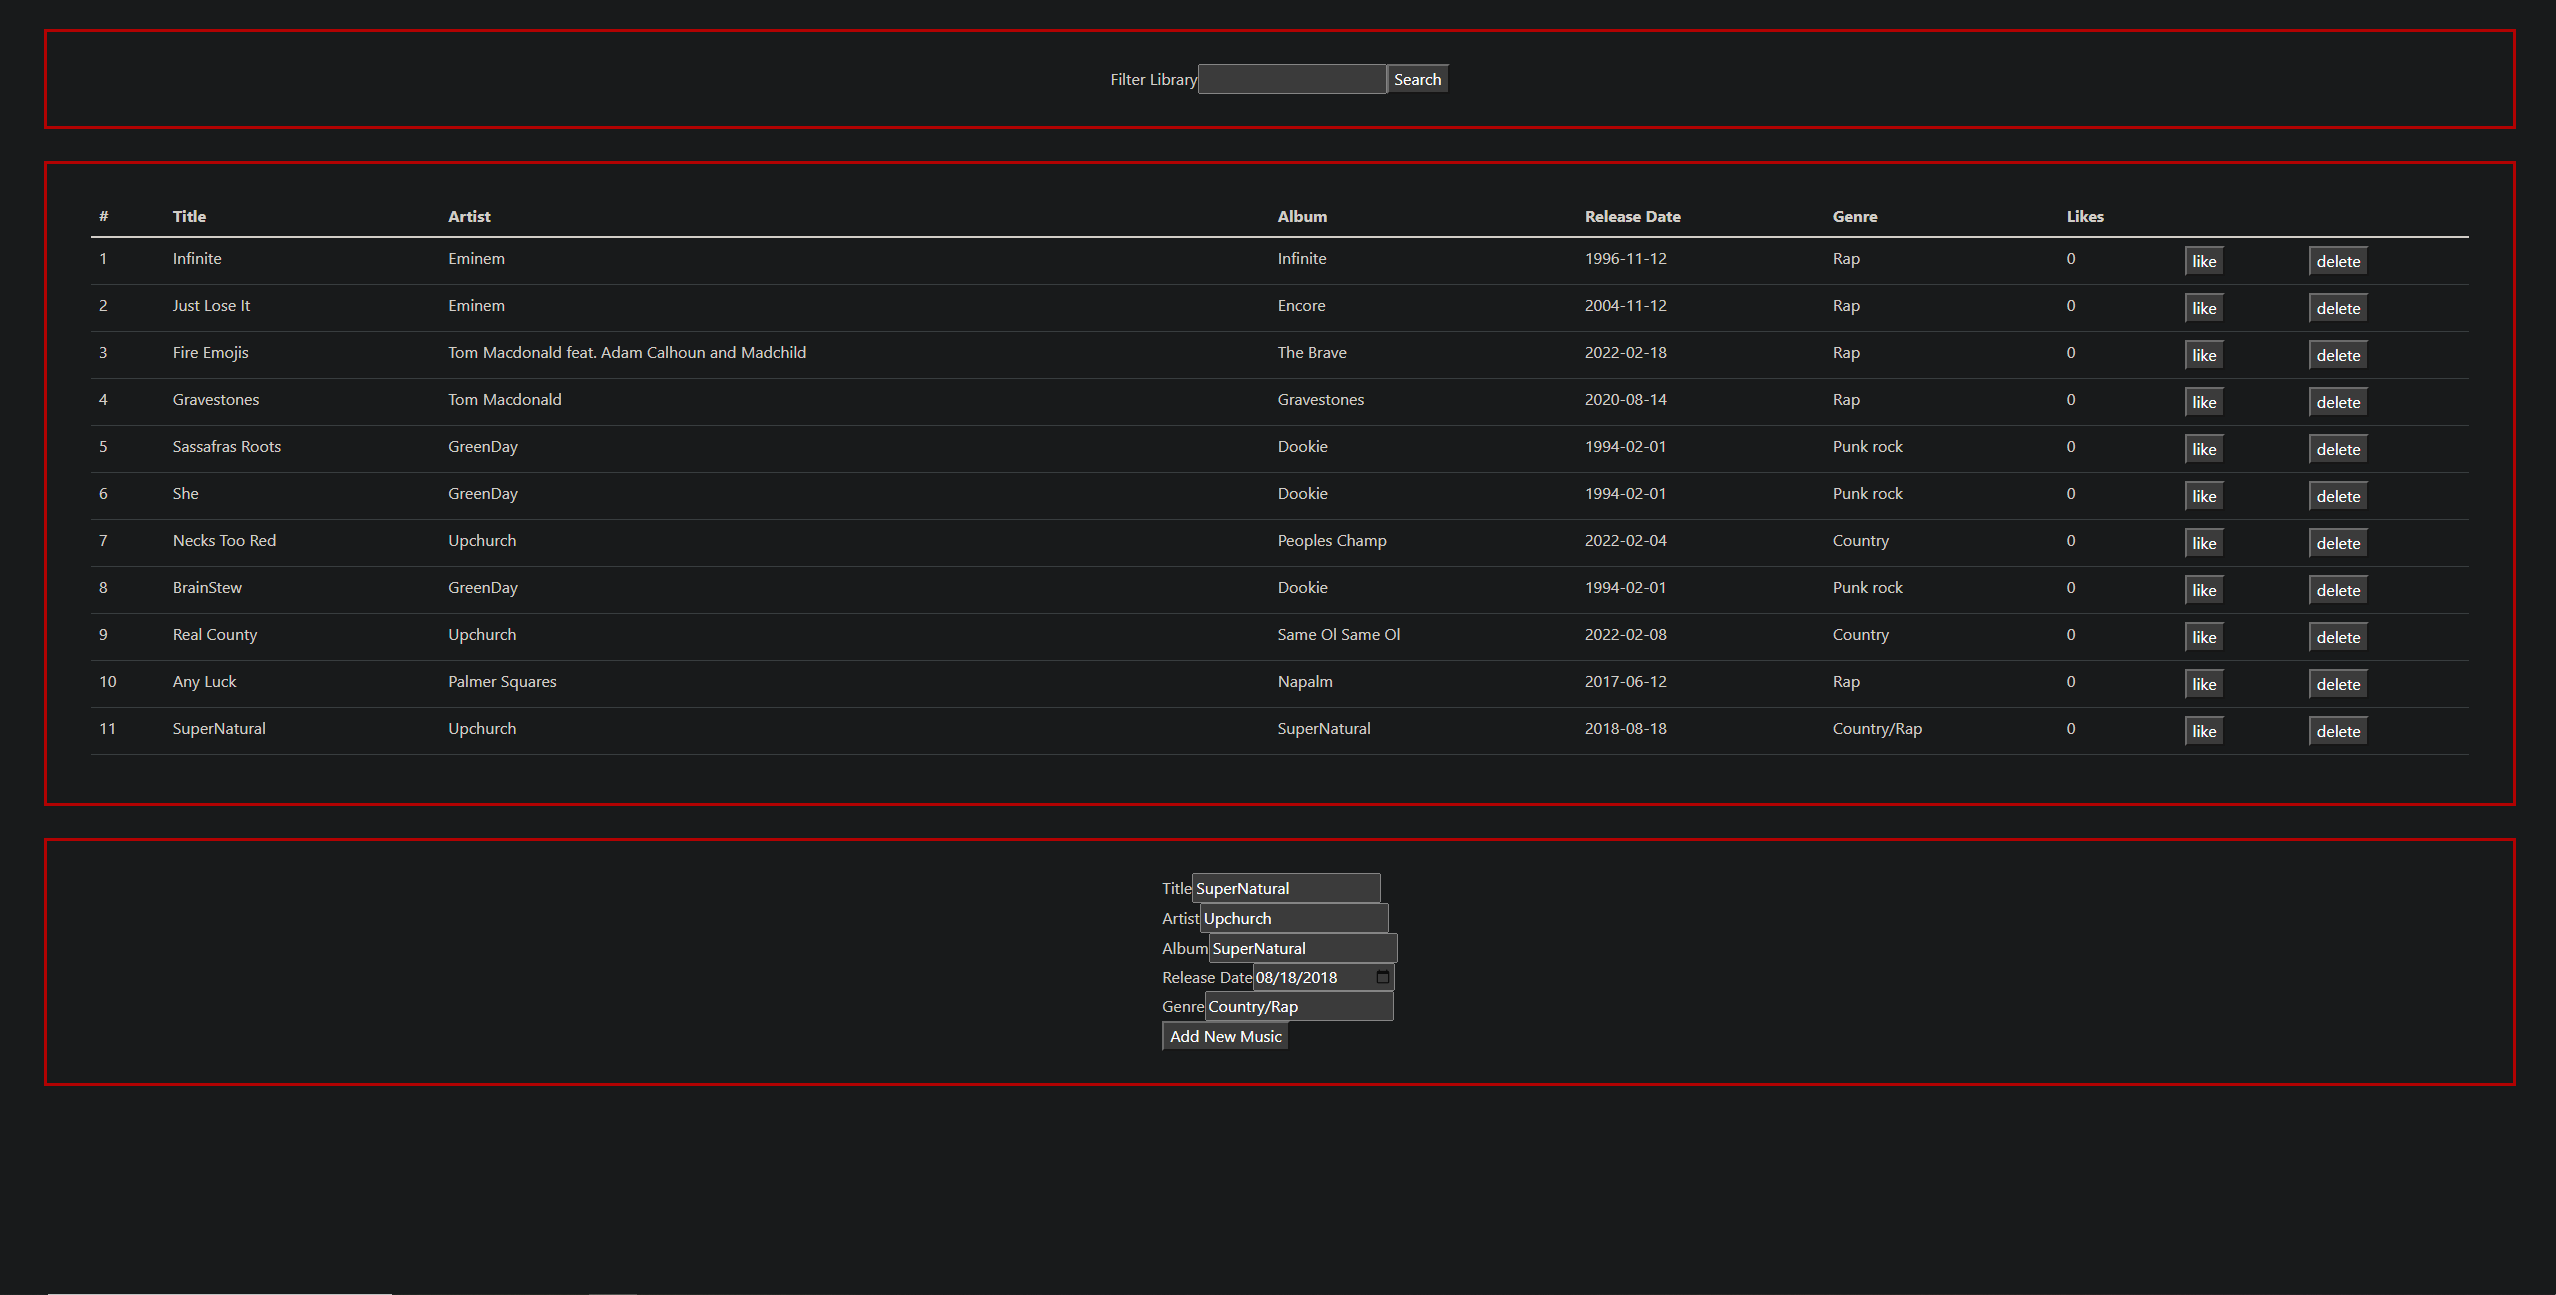 Filter Library Search
# Title Artist Album Release Date Genre Likes
1 Infinite Eminem Infinite 1996-11-12 Rap 0 like delete
2 Just Lose It Eminem Encore 2004-11-12 Rap 0 like delete
3 Fire Emojis Tom Macdonald feat. Adam Calhoun and Madchild The Brave 2022-02-18 Rap 0 like delete
4 Gravestones Tom Macdonald Gravestones 2020-08-14 Rap 0 like delete
5 Sassafras Roots GreenDay Dookie 1994-02-01 Punk rock 0 like delete
6 She GreenDay Dookie 1994-02-01 Punk rock 0 like delete
7 Necks Too Red Upchurch Peoples Champ 2022-02-04 Country 0 like delete
8 BrainStew GreenDay Dookie 1994-02-01 Punk rock 0 like delete
9 Real County Upchurch Same Ol Same Ol 2022-02-08 Country 0 like delete
10 Any Luck Palmer Squares Napalm 2017-06-12 Rap 0 like delete
11 SuperNatural Upchurch SuperNatural 2018-08-18 Country/Rap 0 like delete
Title SuperNatural
Artist Upchurch
Album SuperNatural
Release Date 08/18/2018
Genre Country/Rap
Add New Music